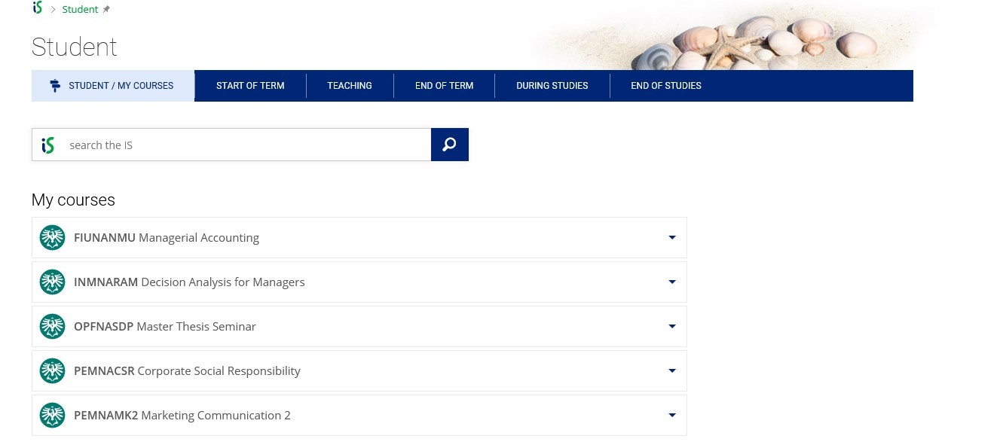 iS > Student
Student
STUDENT / MY COURSES START OF TERM TEACHING END OF TERM DURING STUDIES END OF STUDIES
iS search the IS
My courses
FIUNANMU Managerial Accounting
INMNARAM Decision Analysis for Managers
OPFNASDP Master Thesis Seminar
PEMNACSR Corporate Social Responsibility
PEMNAMK2 Marketing Communication 2